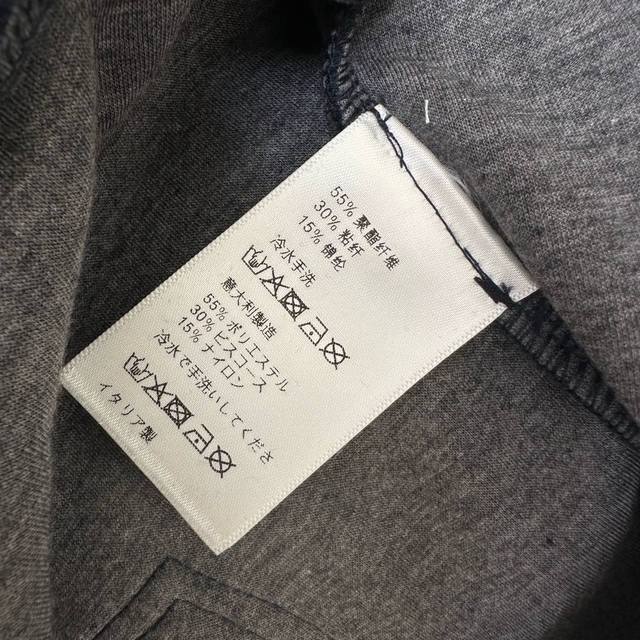 55% 聚酯纤维
30% 粘纤
15% 锦纶
冷水手洗
意大利製造
55% ポリエステル
30% ビスコース
15% ナイロン
冷水で手洗いしてくださ
イタリア製